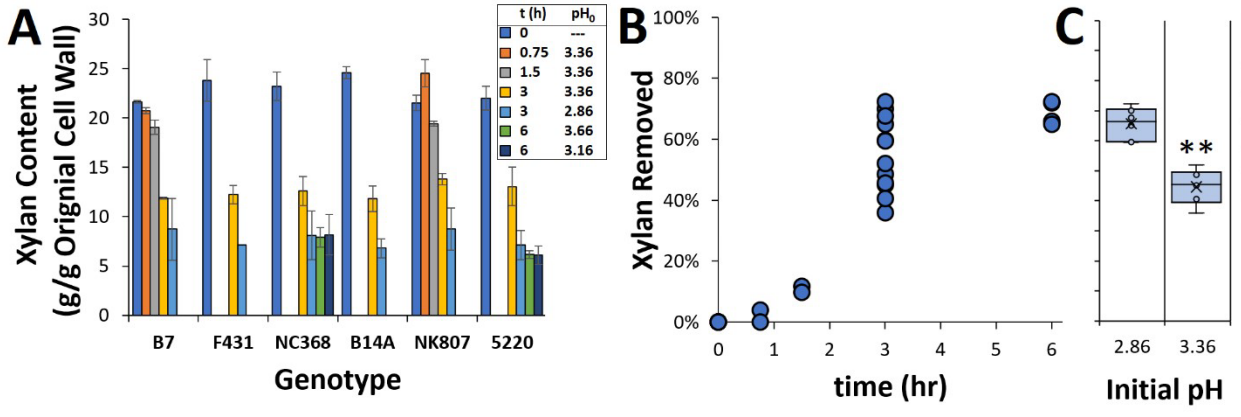 A
Xylan Content
(g/g Orignial Cell Wall)
30
25
20
15
10
5
0
B7 F431 NC368 B14A NK807 5220
Genotype
t (h) pH0
0 ---
0.75 3.36
1.5 3.36
3 3.36
3 2.86
6 3.66
6 3.16
B
Xylan Removed
100%
80%
60%
40%
20%
0%
0 1 2 3 4 5 6
time (hr)
C
**
2.86 3.36
Initial pH